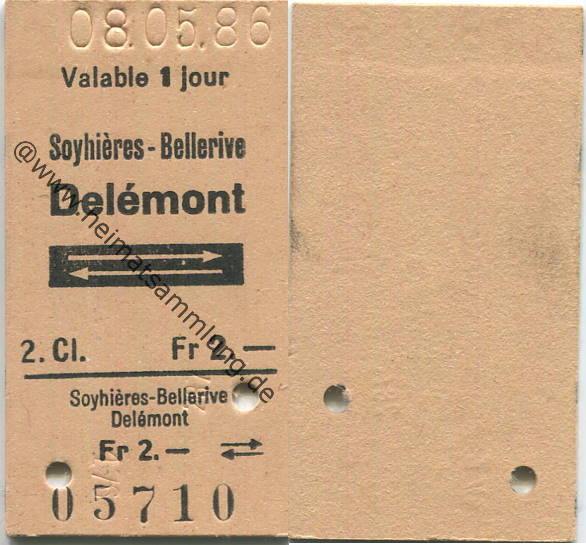 08.05.86
Valable 1 jour
Soyhières-Bellerive
Delémont
2. Cl. Fr 2.—
Soyhières-Bellerive
Delémont
Fr 2.—
05710
@www.heimatsammlung.de